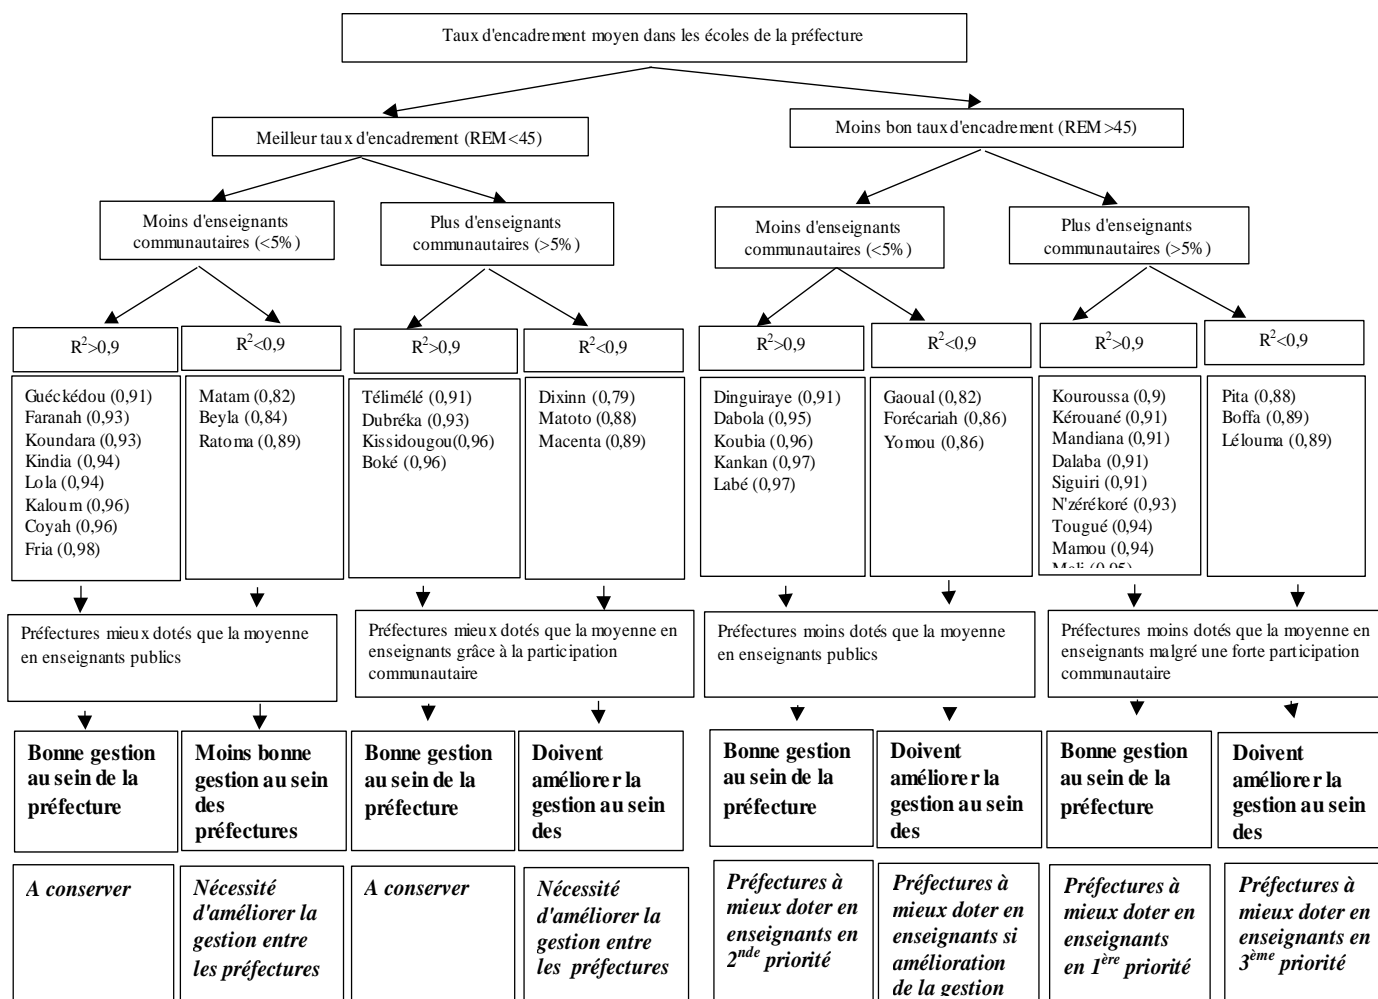 Taux d'encadrement moyen dans les écoles de la préfecture
Meilleur taux d'encadrement (REM<45)
Moins bon taux d'encadrement (REM>45)
Moins d'enseignants
communautaires (<5%)
Plus d'enseignants
communautaires (>5%)
Moins d'enseignants
communautaires (<5%)
Plus d'enseignants
communautaires (>5%)
R²>0,9
R²<0,9
R²>0,9
R²<0,9
R²>0,9
R²<0,9
R²>0,9
R²<0,9
Guéckédou (0,91)
Faranah (0,93)
Koundara (0,93)
Kindia (0,94)
Lola (0,94)
Kaloum (0,96)
Coyah (0,96)
Fria (0,98)
Matam (0,82)
Beyla (0,84)
Ratoma (0,89)
Télimélé (0,91)
Dubréka (0,93)
Kissidougou(0,96)
Boké (0,96)
Dixinn (0,79)
Matoto (0,88)
Macenta (0,89)
Dinguiraye (0,91)
Dabola (0,95)
Koubia (0,96)
Kankan (0,97)
Labé (0,97)
Gaoual (0,82)
Forécariah (0,86)
Yomou (0,86)
Kouroussa (0,9)
Kérouané (0,91)
Mandiana (0,91)
Dalaba (0,91)
Siguiri (0,91)
N'zérékoré (0,93)
Tougué (0,94)
Mamou (0,94)
Pita (0,88)
Boffa (0,89)
Lélouma (0,89)
Préfectures mieux dotés que la moyenne
en enseignants publics
Préfectures mieux dotés que la moyenne en
enseignants grâce à la participation
communautaire
Préfectures moins dotés que la moyenne
en enseignants publics
Préfectures moins dotés que la moyenne en
enseignants malgré une forte participation
communautaire
Bonne gestion
au sein de la
préfecture
Moins bonne
gestion au sein
des
préfectures
Bonne gestion
au sein de la
préfecture
Doivent
améliorer la
gestion au sein
des
Bonne gestion
au sein de la
préfecture
Doivent
améliorer la
gestion au sein
des
Bonne gestion
au sein de la
préfecture
Doivent
améliorer la
gestion au sein
des
A conserver
Nécessité
d'améliorer la
gestion entre
les préfectures
A conserver
Nécessité
d'améliorer la
gestion entre
les préfectures
Préfectures à
mieux doter en
enseignants en
2nde priorité
Préfectures à
mieux doter en
enseignants si
amélioration
de la gestion
Préfectures à
mieux doter en
enseignants
en 1ère priorité
Préfectures à
mieux doter en
enseignants en
3ème priorité